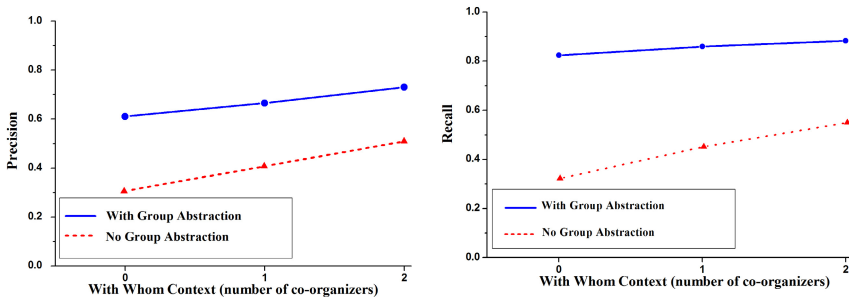 1.0
0.8
0.6
0.4
0.2
0.0
Precision
With Group Abstraction
No Group Abstraction
0 1 2
With Whom Context (number of co-organizers)
1.0
0.8
0.6
0.4
0.2
0.0
Recall
With Group Abstraction
No Group Abstraction
0 1 2
With Whom Context (number of co-organizers)